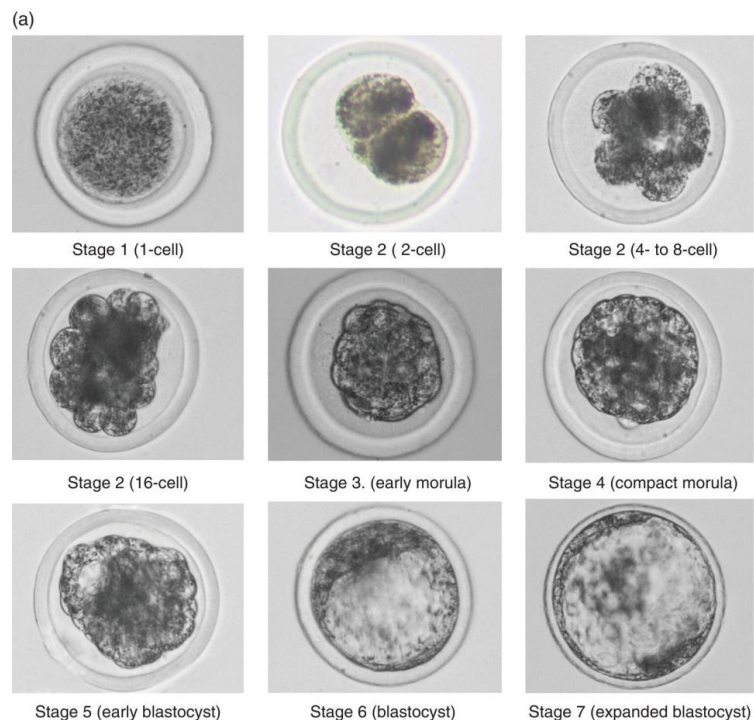 (a)
Stage 1 (1-cell)
Stage 2 ( 2-cell)
Stage 2 (4- to 8-cell)
Stage 2 (16-cell)
Stage 3. (early morula)
Stage 4 (compact morula)
Stage 5 (early blastocyst)
Stage 6 (blastocyst)
Stage 7 (expanded blastocyst)